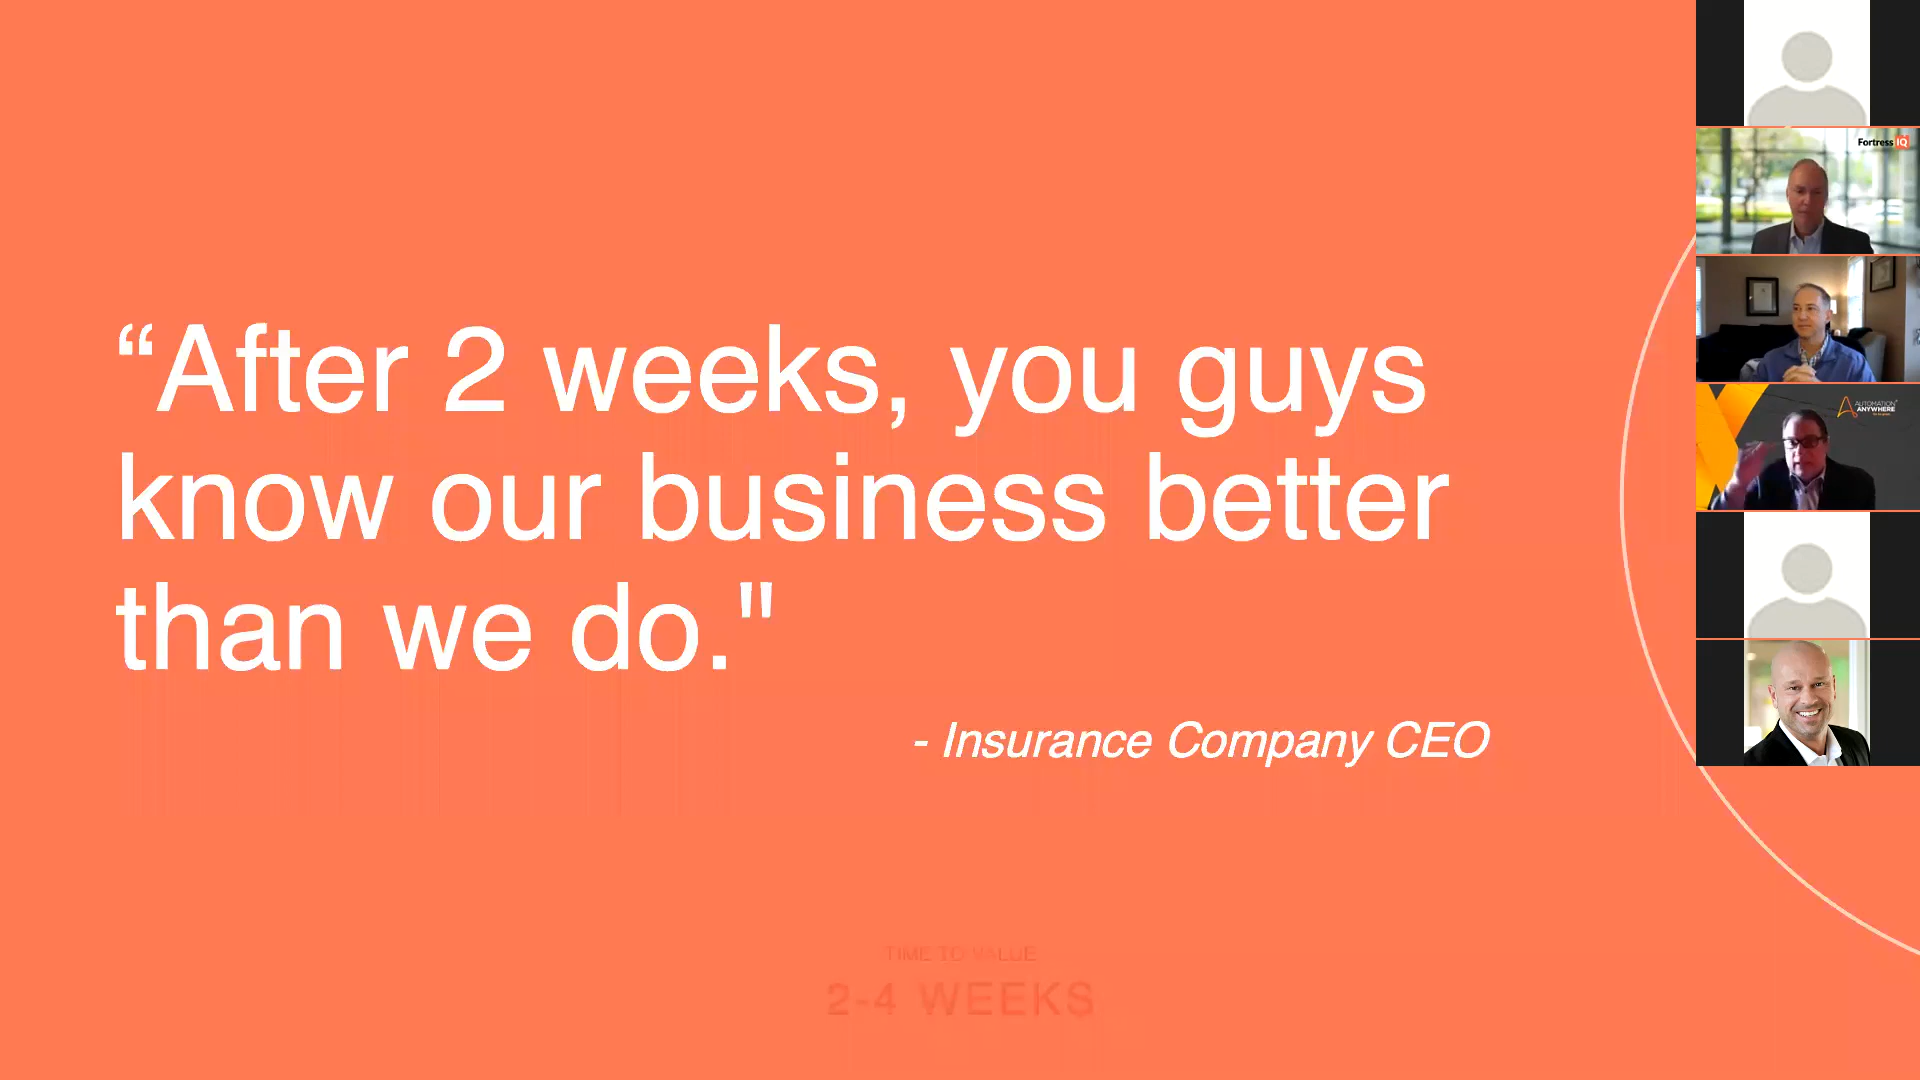 “After 2 weeks, you guys
know our business better
than we do."
- Insurance Company CEO
TIME TO VALUE
2-4 WEEKS
Fortress IQ
AUTOMATION
ANYWHERE